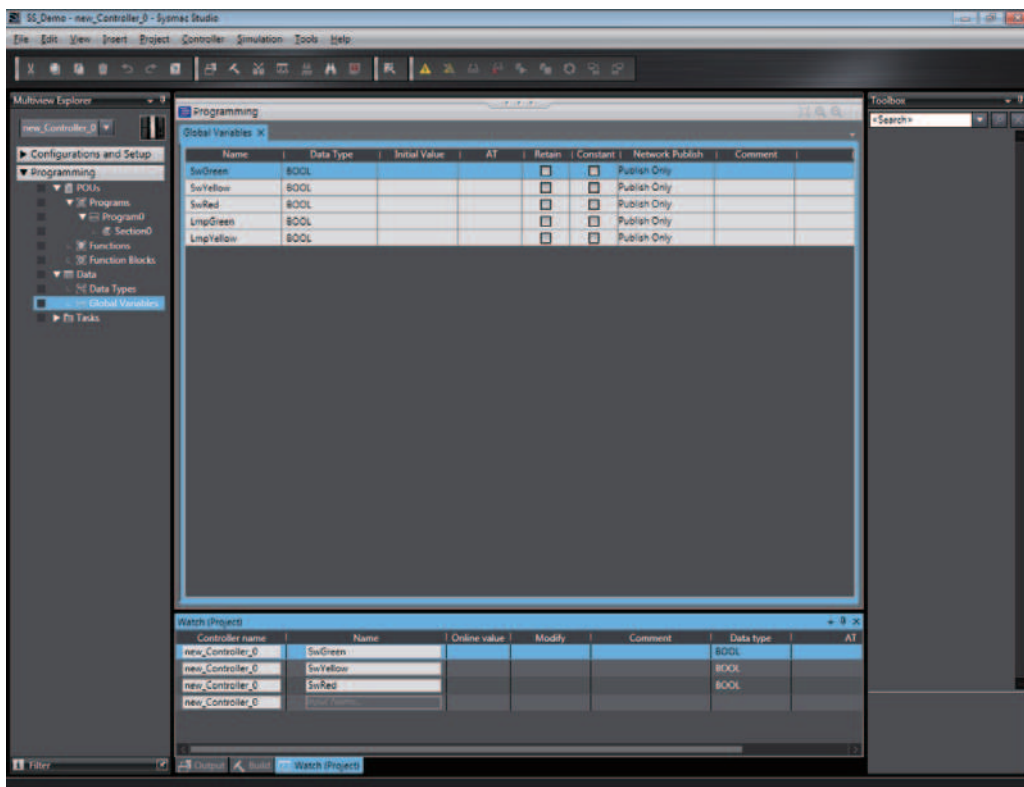 SS_Demo - new_Controller_0 - Sysmac Studio
File Edit View Insert Project Controller Simulation Tools Help
Multiview Explorer
new_Controller_0
Configurations and Setup
Programming
POUs
Programs
Program0
Section0
Functions
Function Blocks
Data
Data Types
Global Variables
Tasks
Filter
Programming
Global Variables
Name Data Type Initial Value AT Retain Constant Network Publish Comment
SwGreen BOOL Publish Only
SwYellow BOOL Publish Only
SwRed BOOL Publish Only
LmpGreen BOOL Publish Only
LmpYellow BOOL Publish Only
Watch (Project)
Controller name Name Online value Modify Comment Data type AT
new_Controller_0 SwGreen BOOL
new_Controller_0 SwYellow BOOL
new_Controller_0 SwRed BOOL
new_Controller_0 Input Name...
Output Build Watch (Project)
Toolbox
<Search>